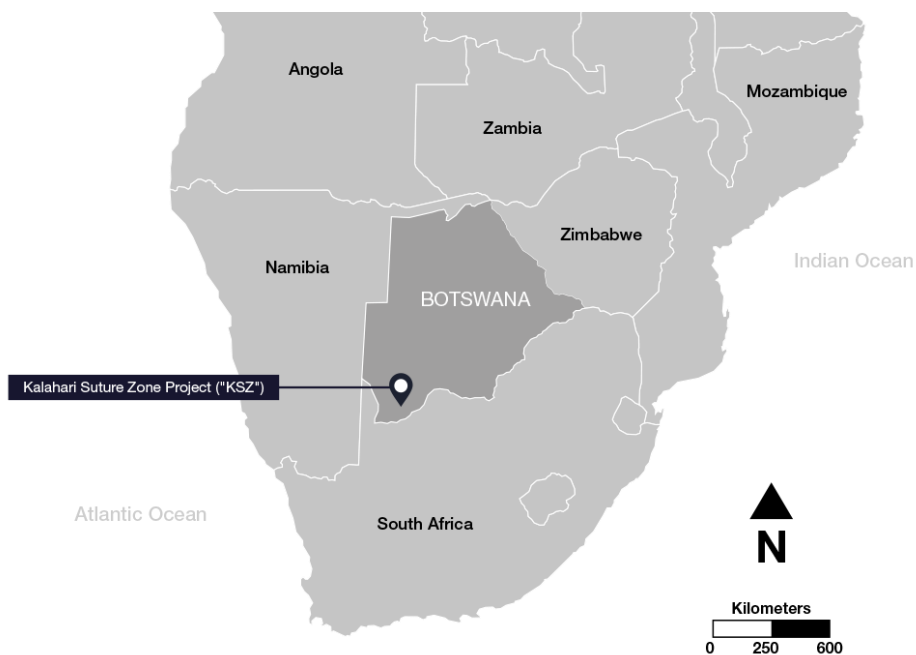 Angola
Mozambique
Zambia
Zimbabwe
Indian Ocean
Namibia
BOTSWANA
Kalahari Suture Zone Project ("KSZ")
Atlantic Ocean
South Africa
N
Kilometers
0 250 600